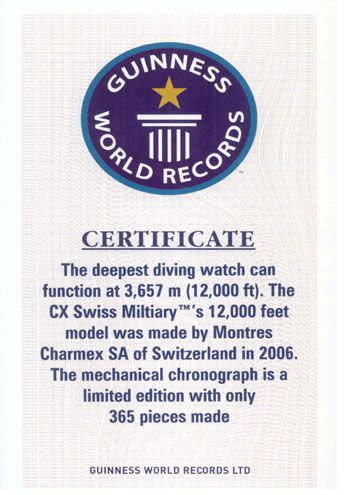 GUINNESS
WORLD RECORDS
™
CERTIFICATE
The deepest diving watch can
function at 3,657 m (12,000 ft). The
CX Swiss Miltiary™'s 12,000 feet
model was made by Montres
Charmex SA of Switzerland in 2006.
The mechanical chronograph is a
limited edition with only
365 pieces made
GUINNESS WORLD RECORDS LTD